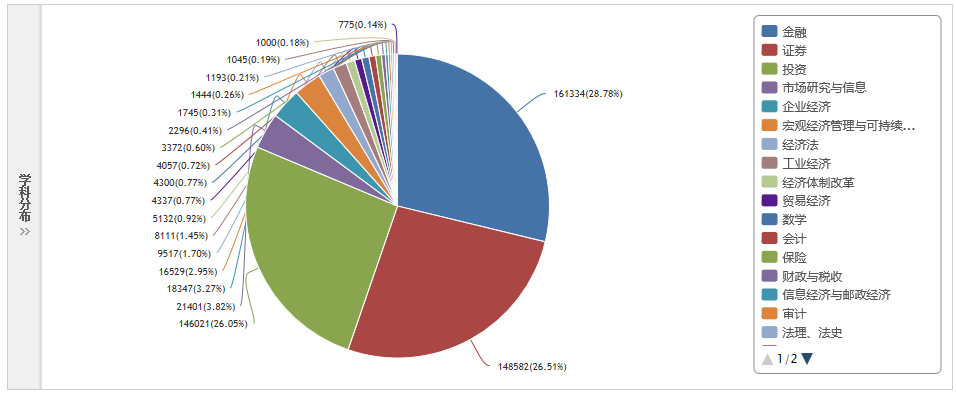 学科分布
775(0.14%)
1000(0.18%)
1045(0.19%)
1193(0.21%)
1444(0.26%)
1745(0.31%)
2296(0.41%)
3372(0.60%)
4057(0.72%)
4300(0.77%)
4337(0.77%)
5132(0.92%)
8111(1.45%)
9517(1.70%)
16529(2.95%)
18347(3.27%)
21401(3.82%)
146021(26.05%)
161334(28.78%)
148582(26.51%)
金融
证券
投资
市场研究与信息
企业经济
宏观经济管理与可持续...
经济法
工业经济
经济体制改革
贸易经济
数学
会计
保险
财政与税收
信息经济与邮政经济
审计
法理、法史
1/2